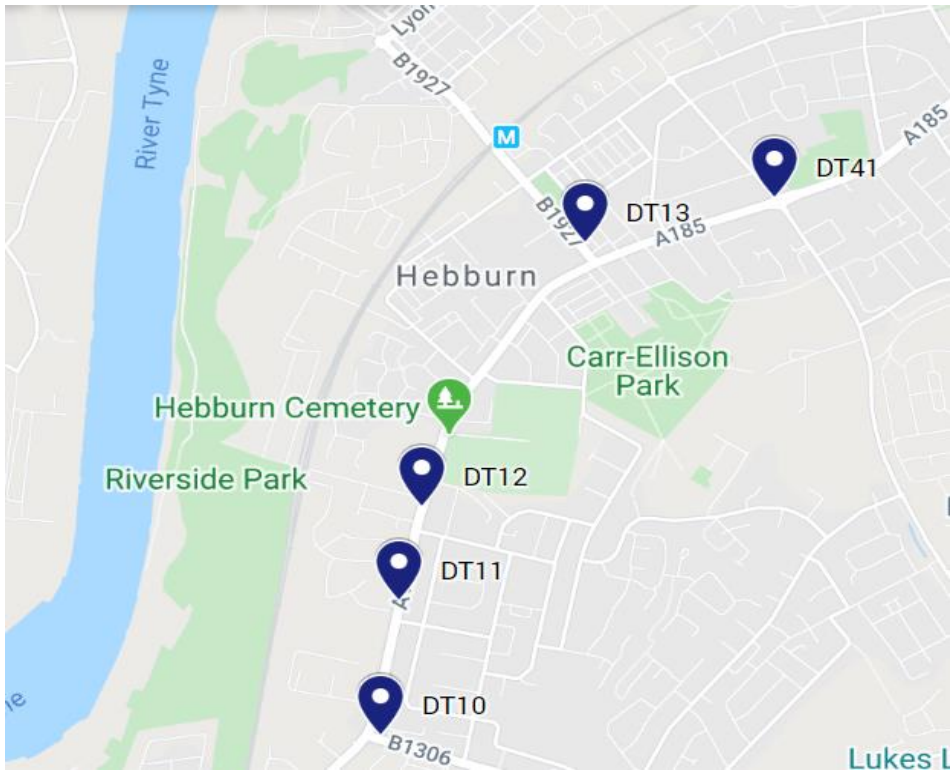 Lyon
B1927
River Tyne
M
A185
DT41
DT13
B1927
A185
Hebburn
Carr-Ellison
Park
Hebburn Cemetery
Riverside Park
DT12
DT11
DT10
B1306
Lukes L